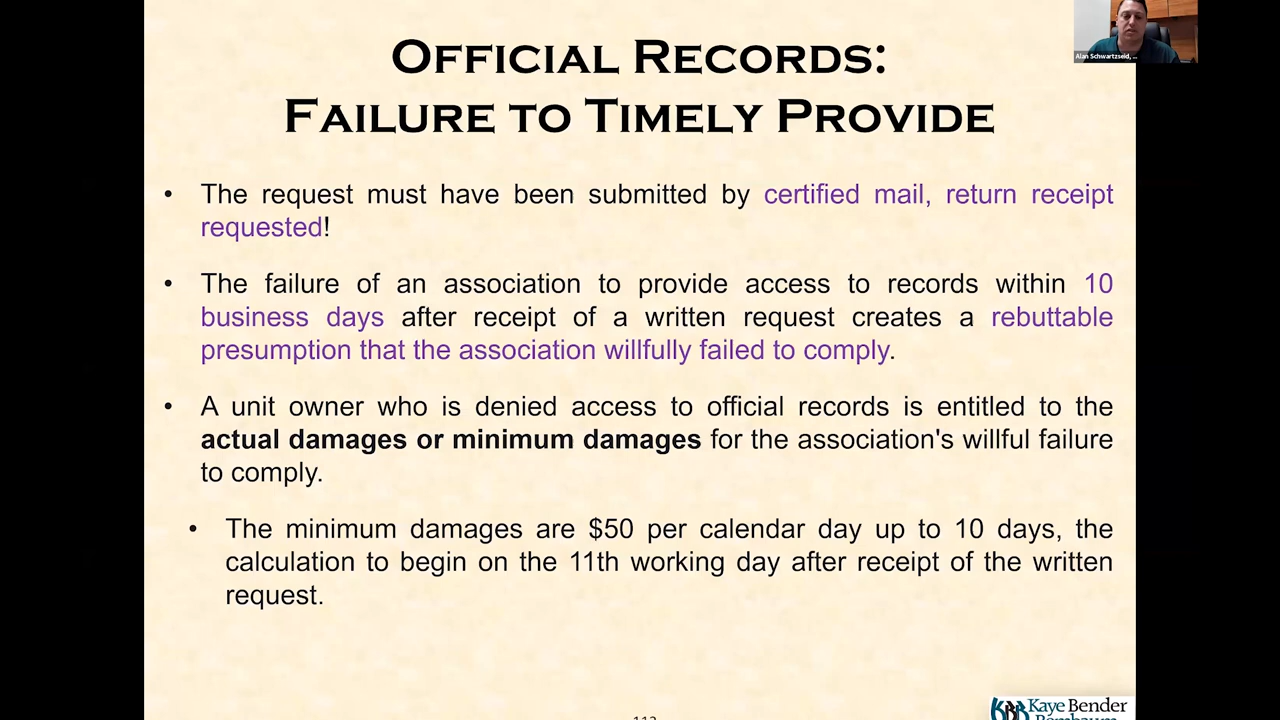 Alan Schwartzseid, ...
OFFICIAL RECORDS:
FAILURE TO TIMELY PROVIDE
• The request must have been submitted by certified mail, return receipt
requested!
• The failure of an association to provide access to records within 10
business days after receipt of a written request creates a rebuttable
presumption that the association willfully failed to comply.
• A unit owner who is denied access to official records is entitled to the
actual damages or minimum damages for the association's willful failure
to comply.
• The minimum damages are $50 per calendar day up to 10 days, the
calculation to begin on the 11th working day after receipt of the written
request.
KBR Kaye Bender